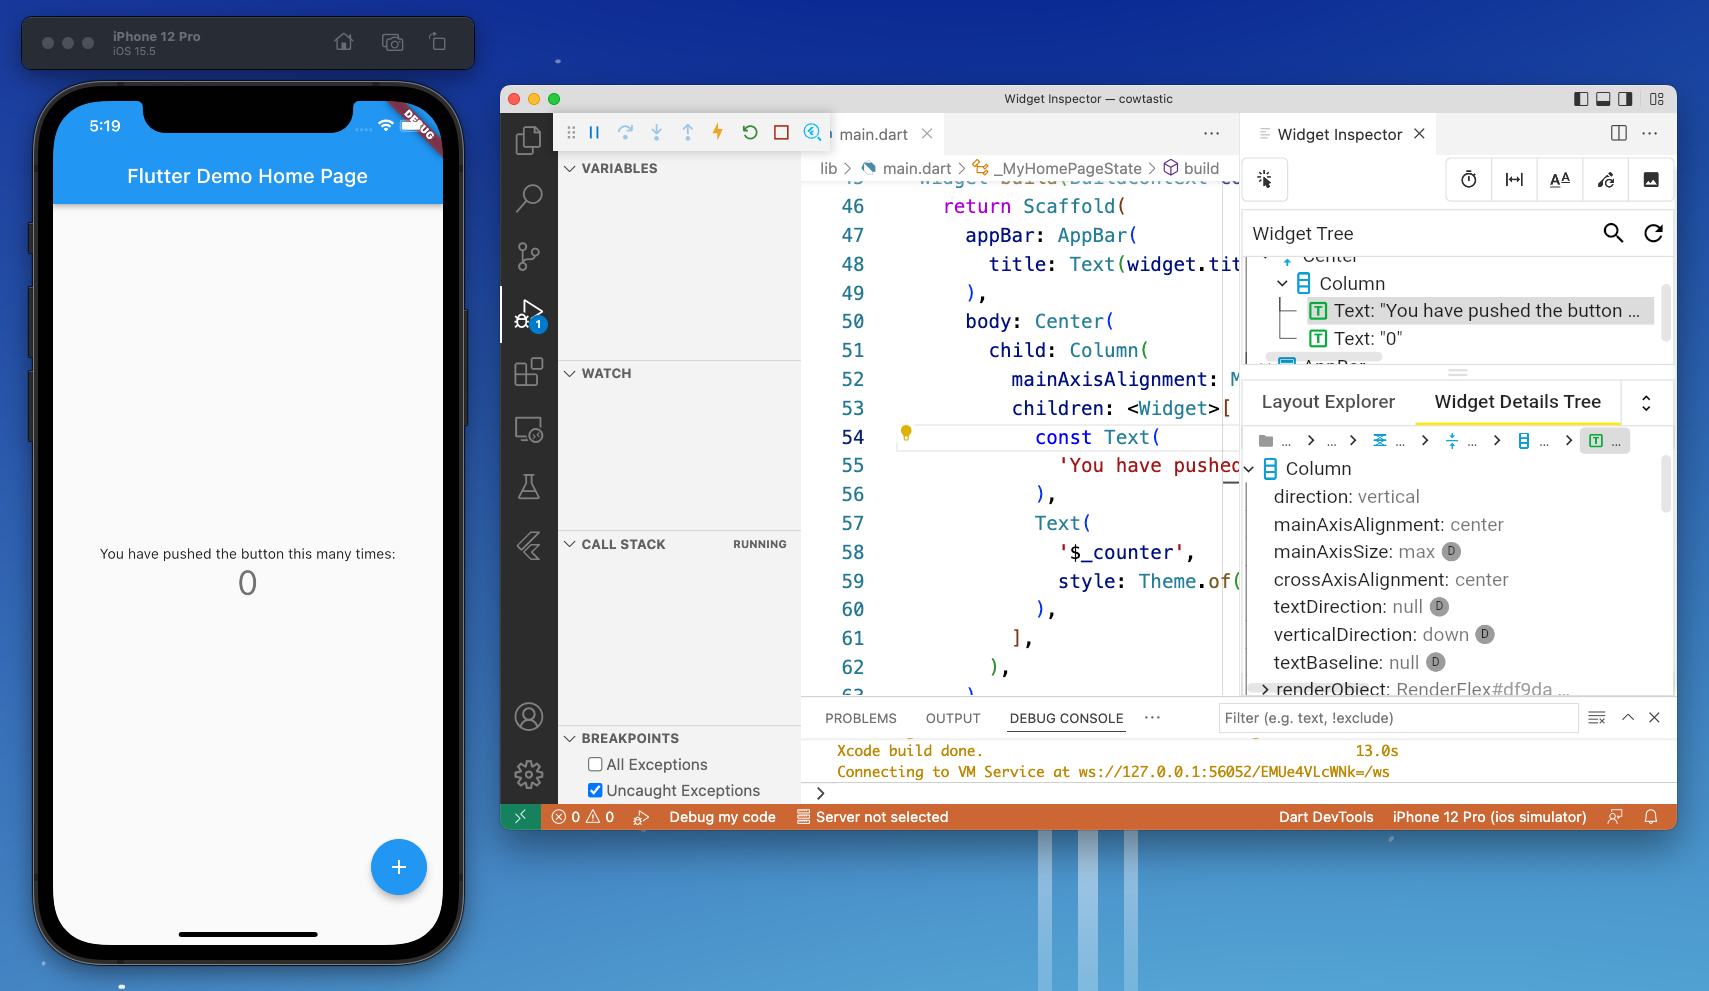 iPhone 12 Pro
iOS 15.5
5:19
DEBUG
Flutter Demo Home Page
You have pushed the button this many times:
0
+
Widget Inspector — cowtastic
main.dart
Widget Inspector
VARIABLES
WATCH
CALL STACK
RUNNING
BREAKPOINTS
All Exceptions
Uncaught Exceptions
1
lib > main.dart > _MyHomePageState > build
46 return Scaffold(
47 appBar: AppBar(
48 title: Text(widget.tit
49 ),
50 body: Center(
51 child: Column(
52 mainAxisAlignment: M
53 children: <Widget>[
54 const Text(
55 'You have pushed
56 ),
57 Text(
58 '$_counter',
59 style: Theme.of(
60 ),
61 ],
62 ),
63 )
Widget Tree
Center
Column
Text: "You have pushed the button ...
Text: "0"
AppBar
Layout Explorer
Widget Details Tree
... > ... > ... > ... > ... > ...
Column
direction: vertical
mainAxisAlignment: center
mainAxisSize: max D
crossAxisAlignment: center
textDirection: null D
verticalDirection: down D
textBaseline: null D
renderObject: RenderFlex#df9da ...
PROBLEMS
OUTPUT
DEBUG CONSOLE
Filter (e.g. text, !exclude)
Xcode build done. 13.0s
Connecting to VM Service at ws://127.0.0.1:56052/EMUe4VLcWNk=/ws
>
0 0
Debug my code
Server not selected
Dart DevTools
iPhone 12 Pro (ios simulator)